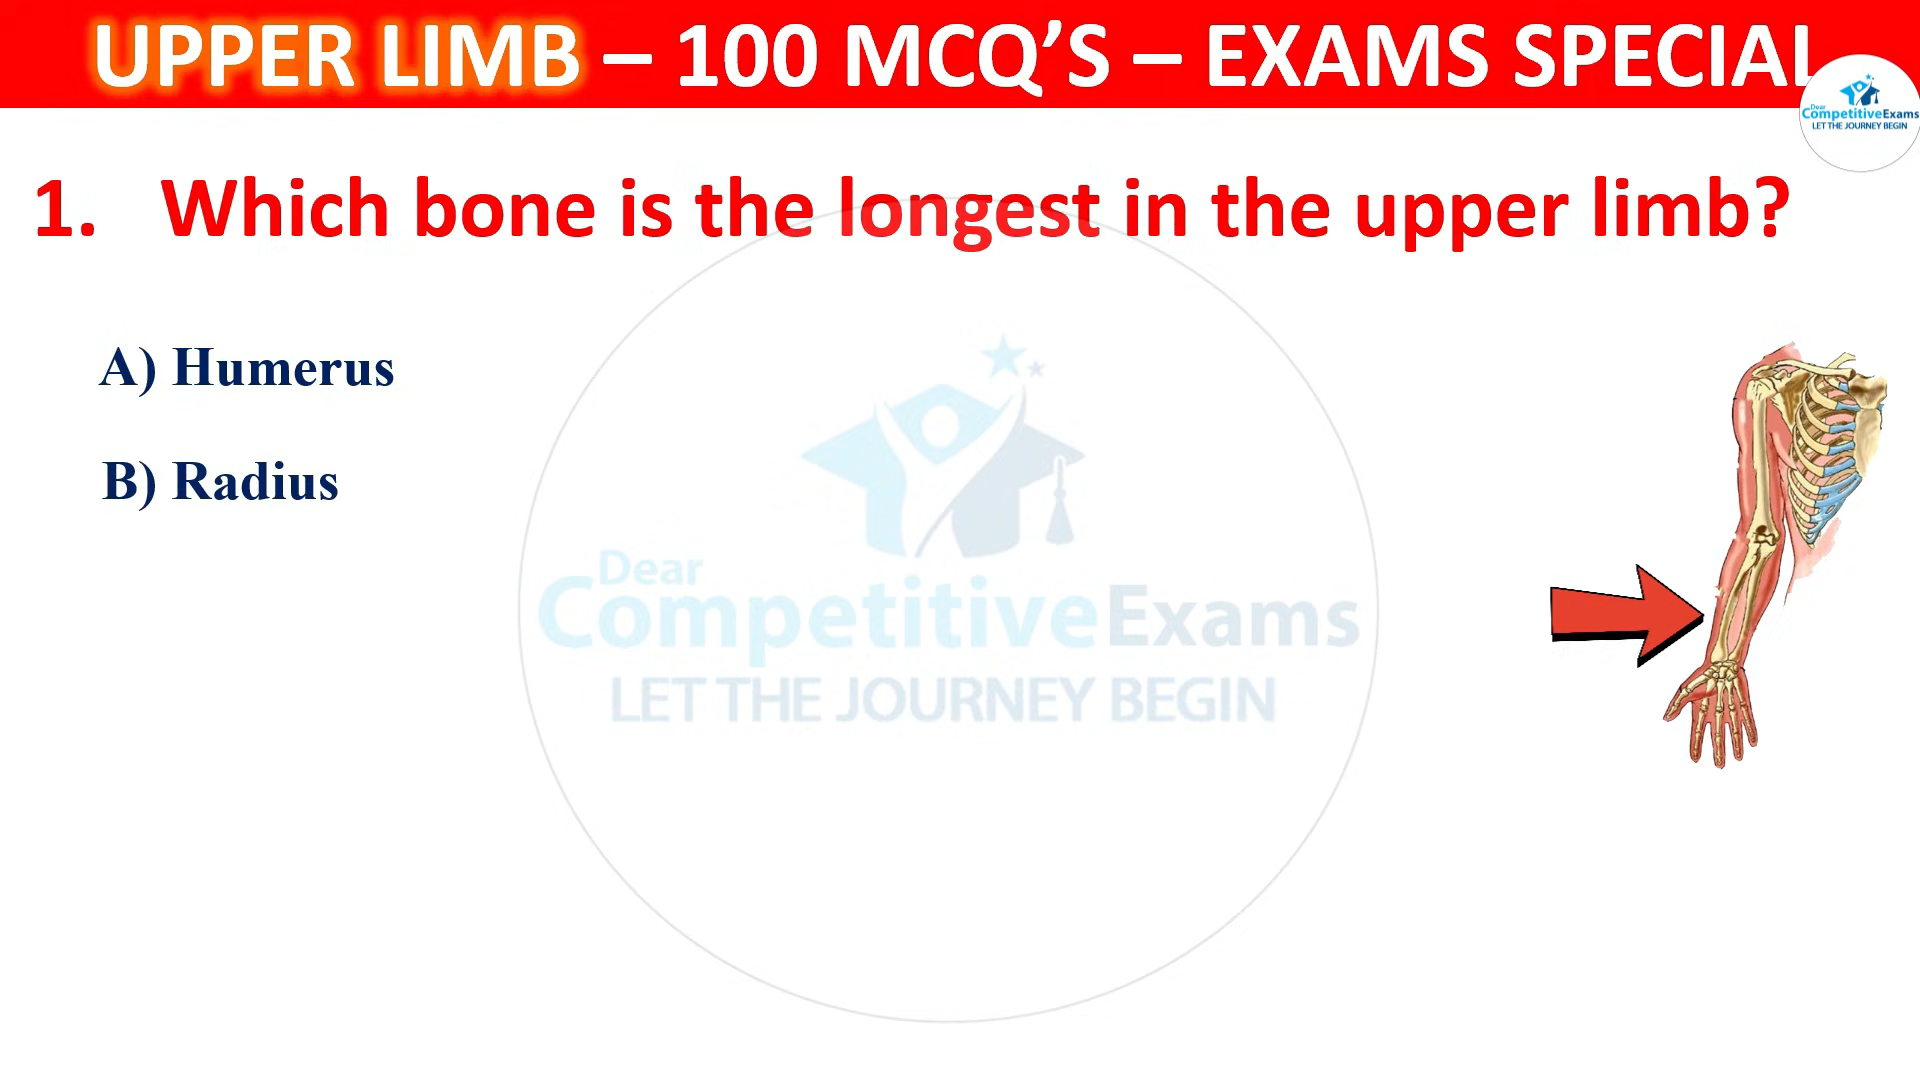 UPPER LIMB – 100 MCQ’S – EXAMS SPECIAL
Dear
CompetitiveExams
LET THE JOURNEY BEGIN
1. Which bone is the longest in the upper limb?
A) Humerus
B) Radius
Dear
CompetitiveExams
LET THE JOURNEY BEGIN